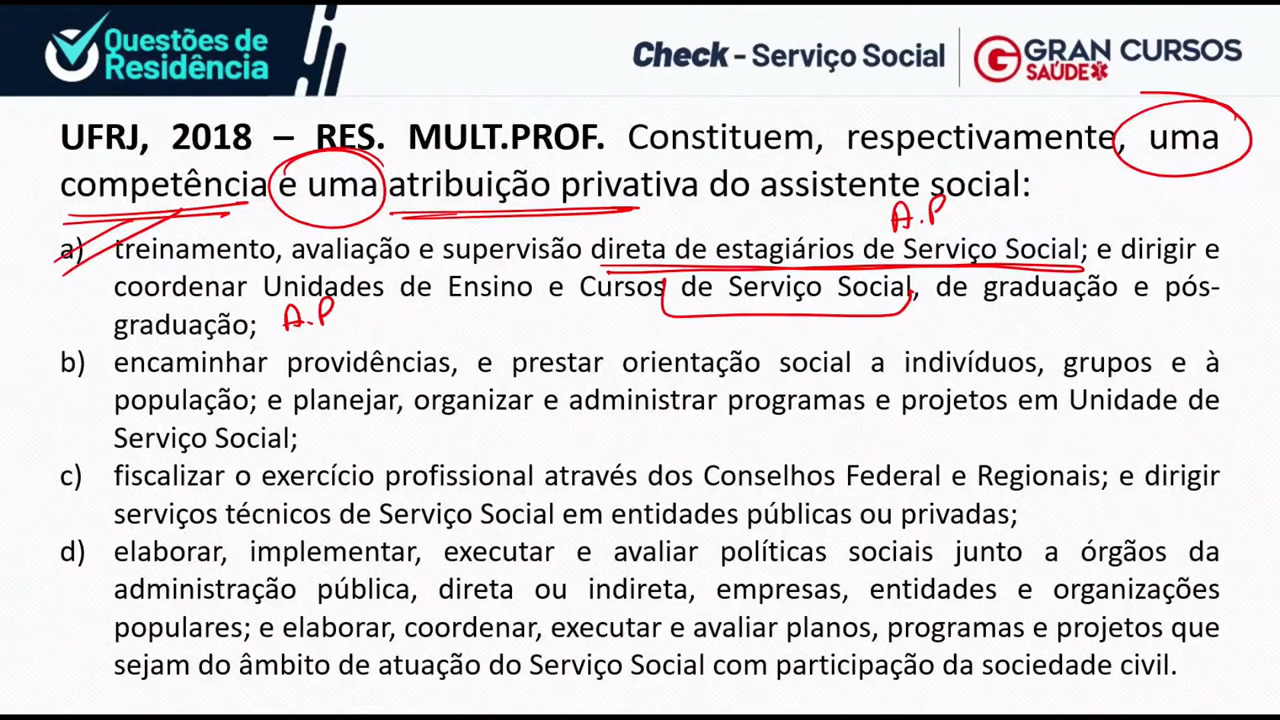 Questões de
Residência
Check - Serviço Social
GRAN CURSOS
SAÚDE
UFRJ, 2018 – RES. MULT.PROF. Constituem, respectivamente, uma
competência e uma atribuição privativa do assistente social:
A.P
a) treinamento, avaliação e supervisão direta de estagiários de Serviço Social; e dirigir e
coordenar Unidades de Ensino e Cursos de Serviço Social, de graduação e pós-
graduação; A.P
b) encaminhar providências, e prestar orientação social a indivíduos, grupos e à
população; e planejar, organizar e administrar programas e projetos em Unidade de
Serviço Social;
c) fiscalizar o exercício profissional através dos Conselhos Federal e Regionais; e dirigir
serviços técnicos de Serviço Social em entidades públicas ou privadas;
d) elaborar, implementar, executar e avaliar políticas sociais junto a órgãos da
administração pública, direta ou indireta, empresas, entidades e organizações
populares; e elaborar, coordenar, executar e avaliar planos, programas e projetos que
sejam do âmbito de atuação do Serviço Social com participação da sociedade civil.